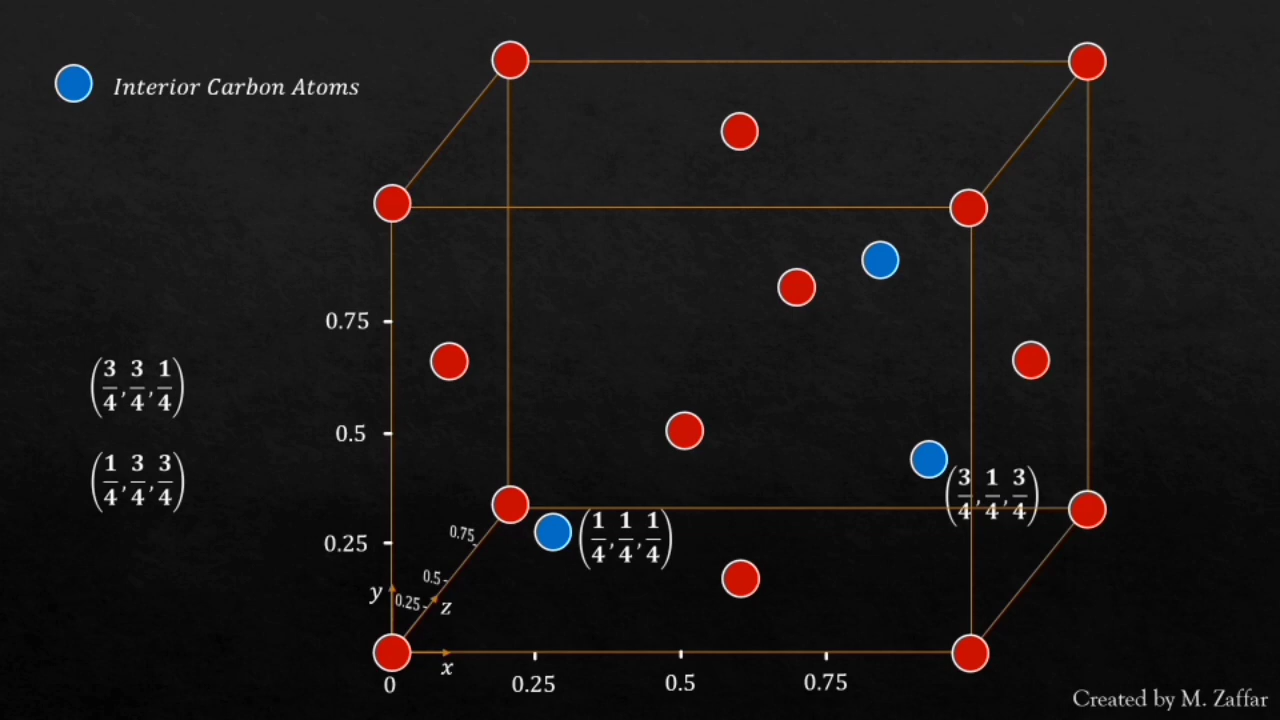 Interior Carbon Atoms
0.75
(3/4, 3/4, 1/4)
0.5
(1/4, 3/4, 3/4)
(3/4, 1/4, 3/4)
0.25
0.75
(1/4, 1/4, 1/4)
0.5
y
0.25
z
x
0
0.25
0.5
0.75
Created by M. Zaffar